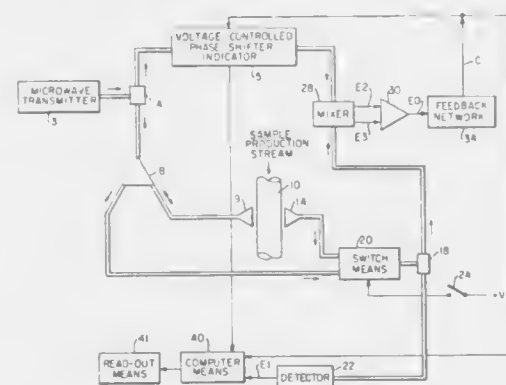 VOLTAGE CONTROLLED
PHASE SHIFTER
INDICATOR
5
MICROWAVE
TRANSMITTER
3
4
28
MIXER
E2
E3
30
EO
C
FEEDBACK
NETWORK
34
SAMPLE
PRODUCTION
STREAM
8
9
10
14
20
SWITCH
MEANS
18
24
V
41
READ-OUT
MEANS
40
COMPUTER
MEANS
E1
22
DETECTOR